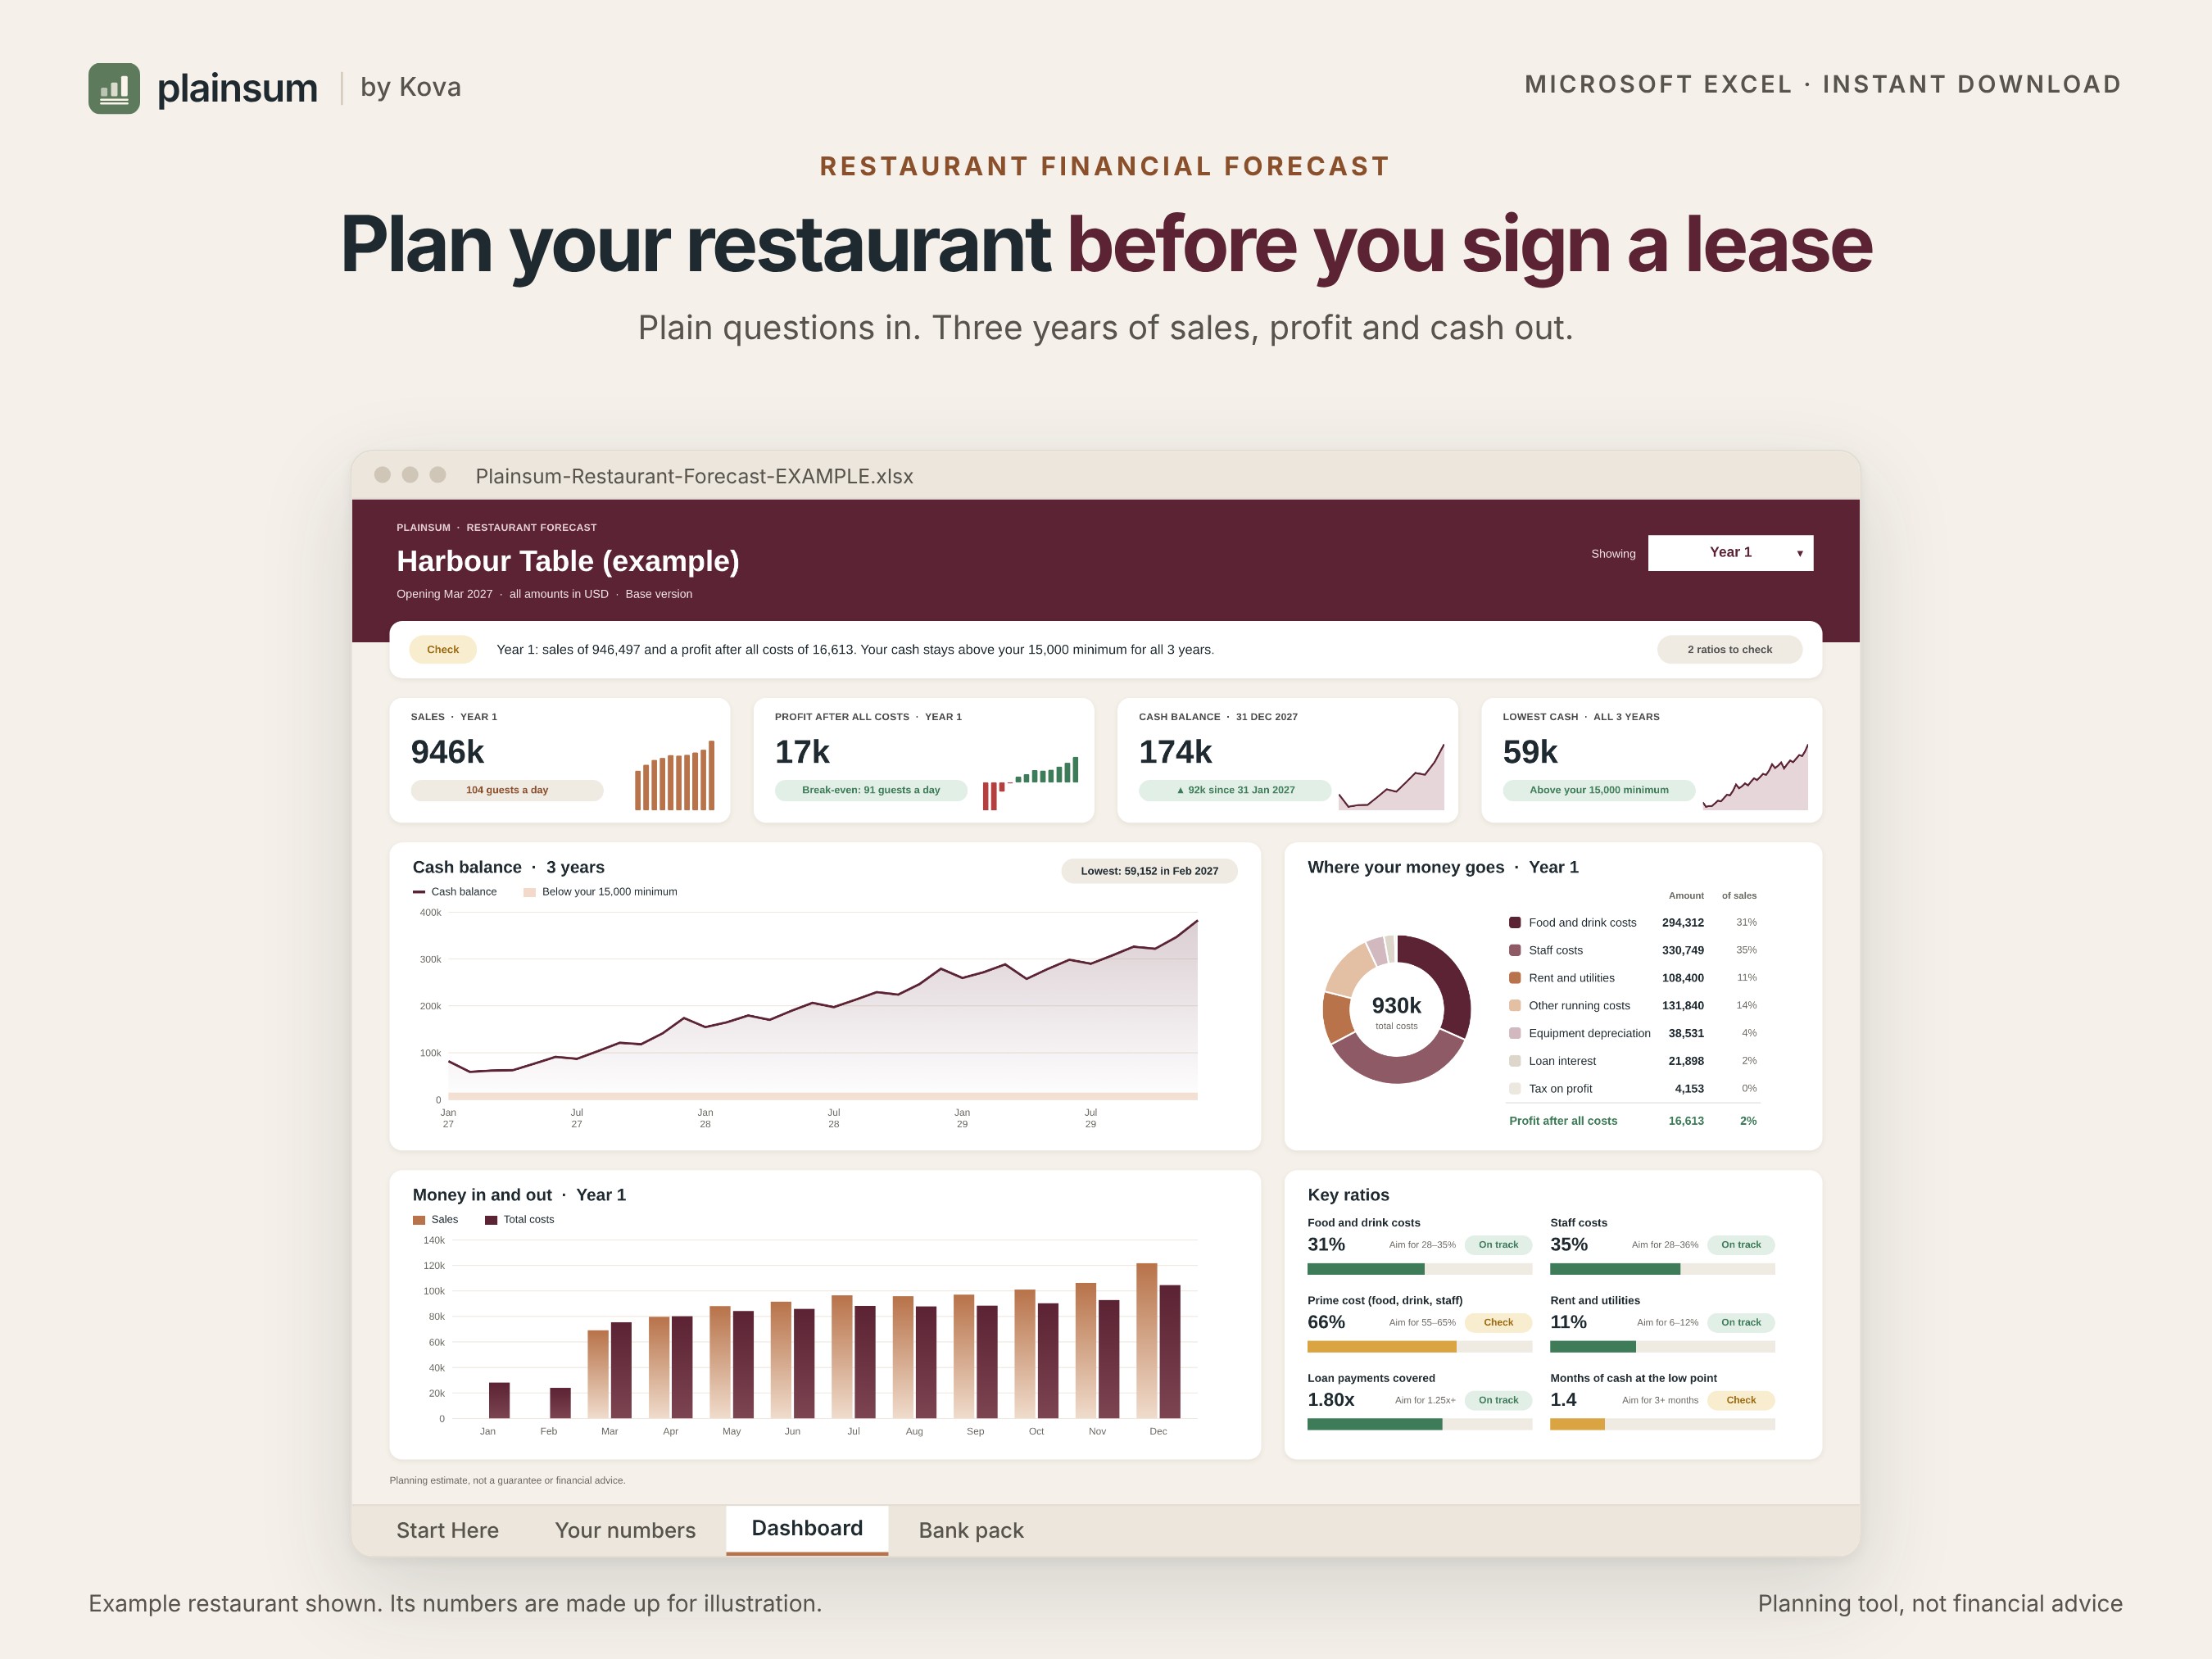 plainsum | by Kova
MICROSOFT EXCEL · INSTANT DOWNLOAD
RESTAURANT FINANCIAL FORECAST
Plan your restaurant before you sign a lease
Plain questions in. Three years of sales, profit and cash out.
Plainsum-Restaurant-Forecast-EXAMPLE.xlsx
PLAINSUM · RESTAURANT FORECAST
Harbour Table (example)
Opening Mar 2027 · all amounts in USD · Base version
Showing
Year 1
Check
Year 1: sales of 946,497 and a profit after all costs of 16,613. Your cash stays above your 15,000 minimum for all 3 years.
2 ratios to check
SALES · YEAR 1
946k
104 guests a day
PROFIT AFTER ALL COSTS · YEAR 1
17k
Break-even: 91 guests a day
CASH BALANCE · 31 DEC 2027
174k
▲ 92k since 31 Jan 2027
LOWEST CASH · ALL 3 YEARS
59k
Above your 15,000 minimum
Cash balance · 3 years
Lowest: 59,152 in Feb 2027
Cash balance
Below your 15,000 minimum
400k
300k
200k
100k
0
Jan 27
Jul 27
Jan 28
Jul 28
Jan 29
Jul 29
Where your money goes · Year 1
Amount of sales
Food and drink costs 294,312 31%
Staff costs 330,749 35%
Rent and utilities 108,400 11%
Other running costs 131,840 14%
Equipment depreciation 38,531 4%
Loan interest 21,898 2%
Tax on profit 4,153 0%
Profit after all costs 16,613 2%
930k
total costs
Money in and out · Year 1
Sales
Total costs
140k
120k
100k
80k
60k
40k
20k
0
Jan Feb Mar Apr May Jun Jul Aug Sep Oct Nov Dec
Key ratios
Food and drink costs
31% Aim for 28–35% On track
Staff costs
35% Aim for 28–36% On track
Prime cost (food, drink, staff)
66% Aim for 55–65% Check
Rent and utilities
11% Aim for 6–12% On track
Loan payments covered
1.80x Aim for 1.25x+ On track
Months of cash at the low point
1.4 Aim for 3+ months Check
Planning estimate, not a guarantee or financial advice.
Start Here
Your numbers
Dashboard
Bank pack
Example restaurant shown. Its numbers are made up for illustration.
Planning tool, not financial advice